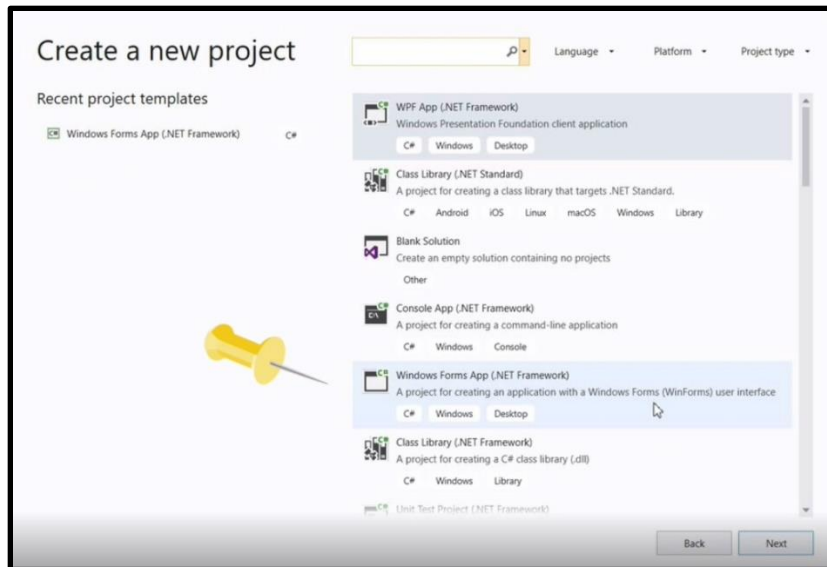 Create a new project
Language
Platform
Project type
Recent project templates
Windows Forms App (.NET Framework) C#
WPF App (.NET Framework)
Windows Presentation Foundation client application
C# Windows Desktop
Class Library (.NET Standard)
A project for creating a class library that targets .NET Standard.
C# Android iOS Linux macOS Windows Library
Blank Solution
Create an empty solution containing no projects
Other
Console App (.NET Framework)
A project for creating a command-line application
C# Windows Console
Windows Forms App (.NET Framework)
A project for creating an application with a Windows Forms (WinForms) user interface
C# Windows Desktop
Class Library (.NET Framework)
A project for creating a C# class library (.dll)
C# Windows Library
Unit Test Project (.NET Framework)
Back Next